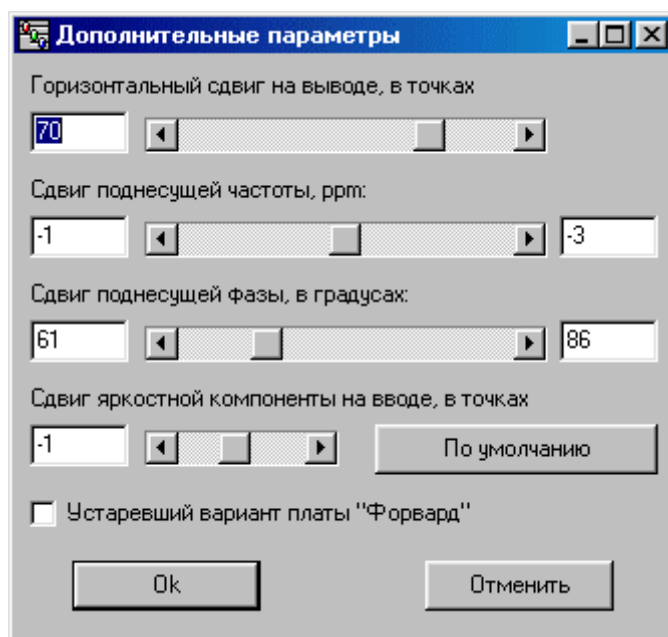 Дополнительные параметры
Горизонтальный сдвиг на выводе, в точках
70
Сдвиг поднесущей частоты, ppm:
-1 -3
Сдвиг поднесущей фазы, в градусах:
61 86
Сдвиг яркостной компоненты на вводе, в точках
-1 По умолчанию
Устаревший вариант платы "Форвард"
Ok Отменить